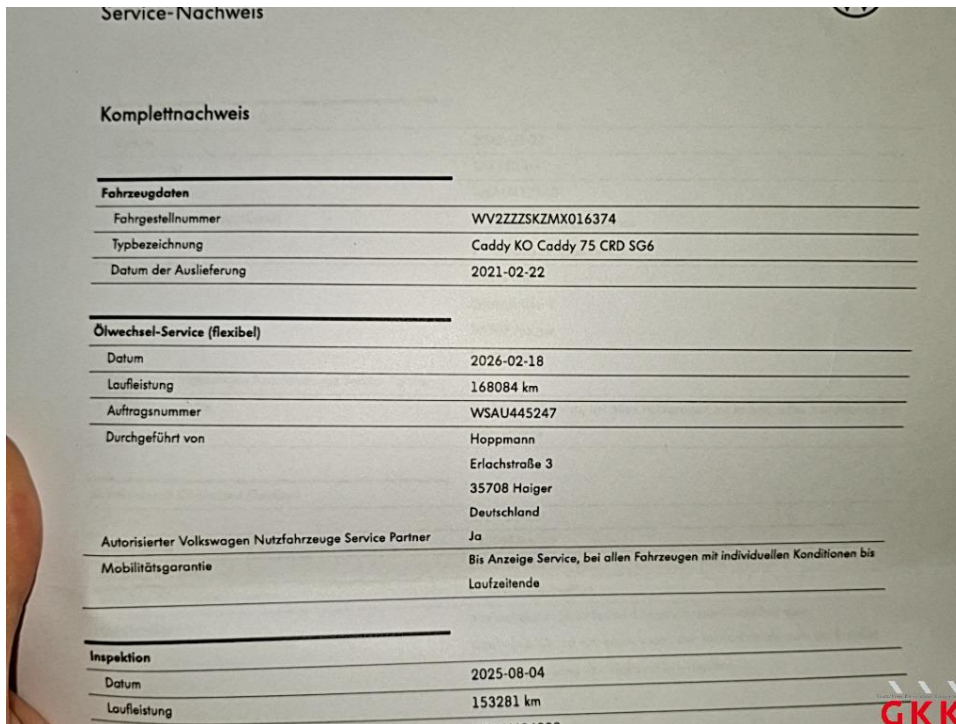 Service-Nachweis
Komplettnachweis
Fahrzeugdaten
Fahrgestellnummer WV2ZZZSKZMX016374
Typbezeichnung Caddy KO Caddy 75 CRD SG6
Datum der Auslieferung 2021-02-22
Ölwechsel-Service (flexibel)
Datum 2026-02-18
Laufleistung 168084 km
Auftragsnummer WSAU445247
Durchgeführt von Hoppmann
Erlachstraße 3
35708 Haiger
Deutschland
Autorisierter Volkswagen Nutzfahrzeuge Service Partner Ja
Mobilitätsgarantie Bis Anzeige Service, bei allen Fahrzeugen mit individuellen Konditionen bis
Laufzeitende
Inspektion
Datum 2025-08-04
Laufleistung 153281 km
GKK